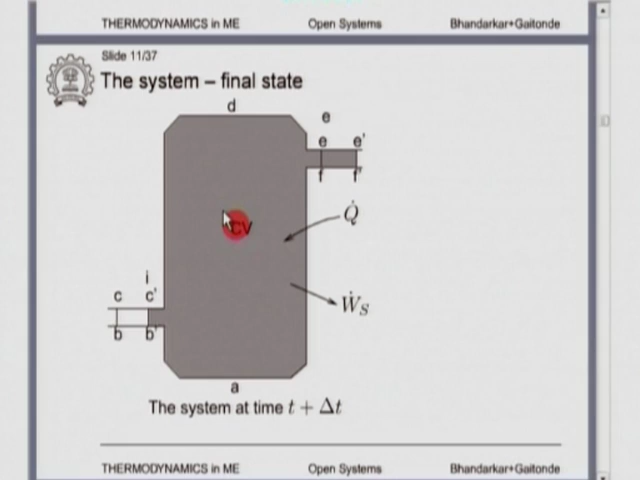 THERMODYNAMICS in ME Open Systems Bhandarkar+Gaitonde
Slide 11/37
The system – final state
d
e
e e'
f f'
CV
Q̇
i
c c'
Ẇ_S
b b'
a
The system at time t + Δt
THERMODYNAMICS in ME Open Systems Bhandarkar+Gaitonde